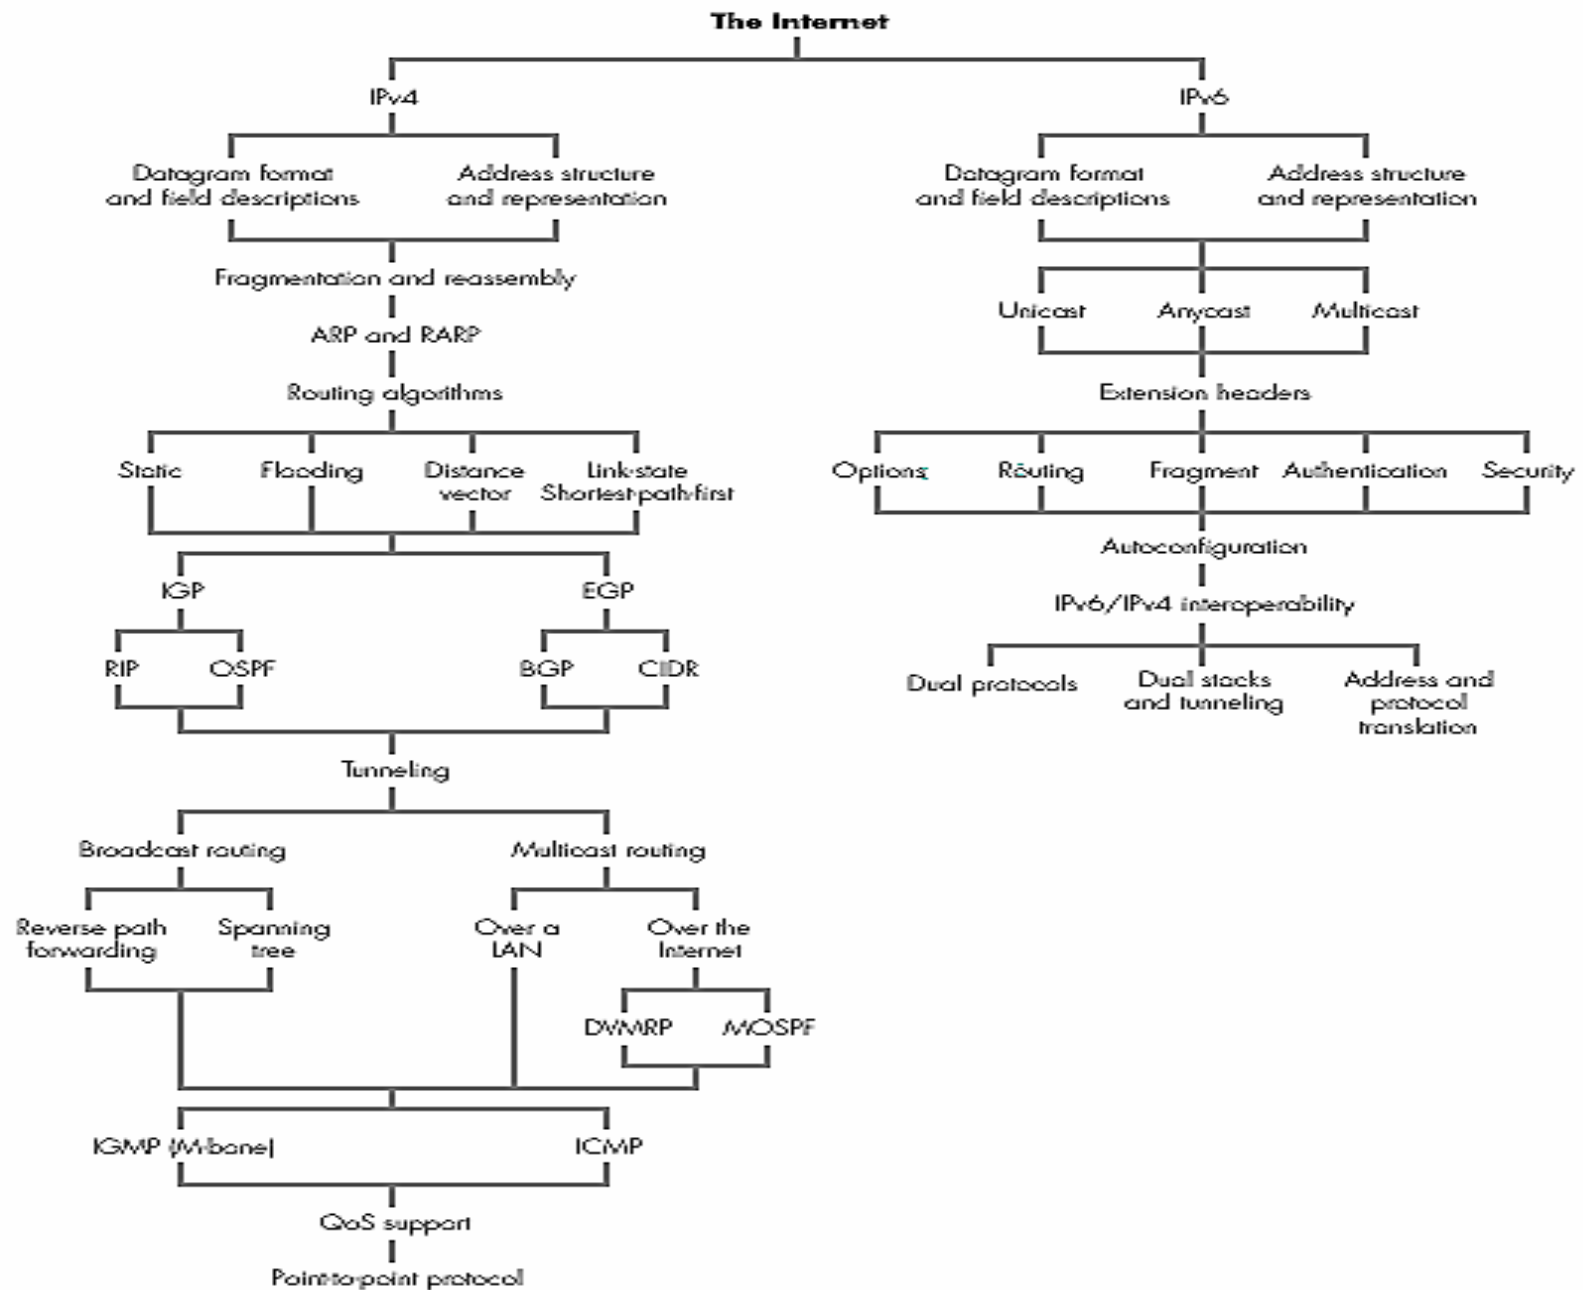 The Internet
IPv4
IPv6
Datagram format
and field descriptions
Address structure
and representation
Datagram format
and field descriptions
Address structure
and representation
Fragmentation and reassembly
Unicast
Anycast
Multicast
ARP and RARP
Routing algorithms
Extension headers
Static
Flooding
Distance
vector
Link-state
Shortest-path-first
Options
Routing
Fragment
Authentication
Security
Autoconfiguration
IGP
EGP
IPv6/IPv4 interoperability
RIP
OSPF
BGP
CIDR
Dual protocols
Dual stacks
and tunneling
Address and
protocol
translation
Tunneling
Broadcast routing
Multicast routing
Reverse path
forwarding
Spanning
tree
Over a
LAN
Over the
Internet
DVMRP
MOSPF
IGMP (M-bone)
ICMP
QoS support
Point-to-point protocol